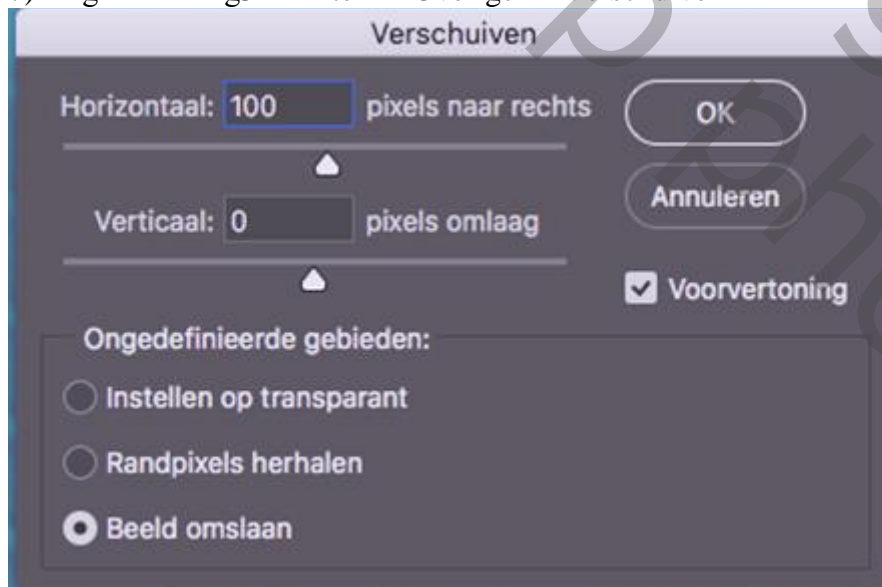 Verschuiven
Horizontaal: 100 pixels naar rechts
OK
Verticaal: 0 pixels omlaag
Annuleren
Voorvertoning
Ongedefinieerde gebieden:
Instellen op transparant
Randpixels herhalen
Beeld omslaan